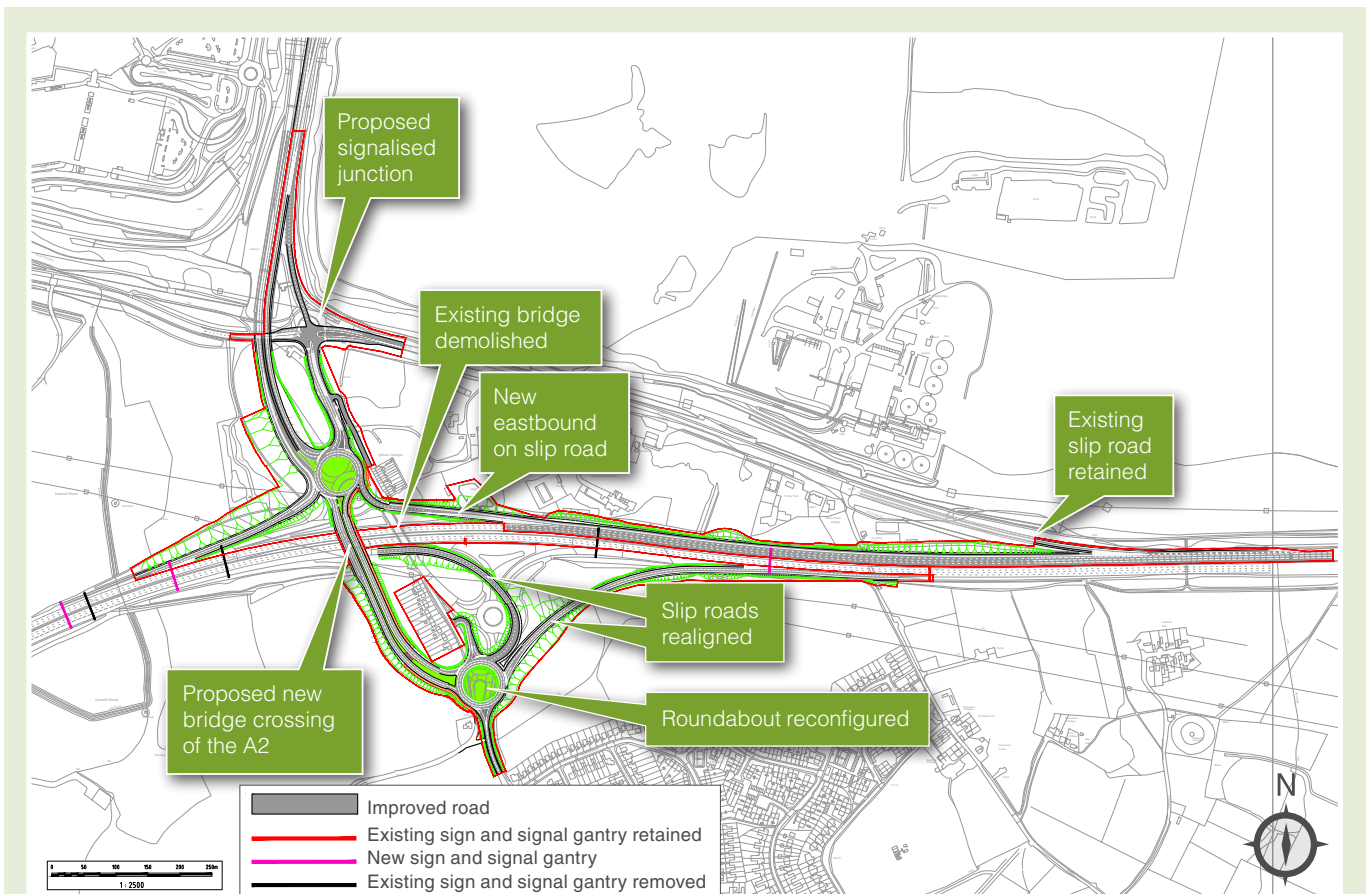 Proposed
signalised
junction
Existing bridge
demolished
New
eastbound
on slip road
Existing
slip road
retained
Slip roads
realigned
Proposed new
bridge crossing
of the A2
Roundabout reconfigured
N
Improved road
Existing sign and signal gantry retained
New sign and signal gantry
Existing sign and signal gantry removed
0 50 100 150 200 250m
1 : 2500